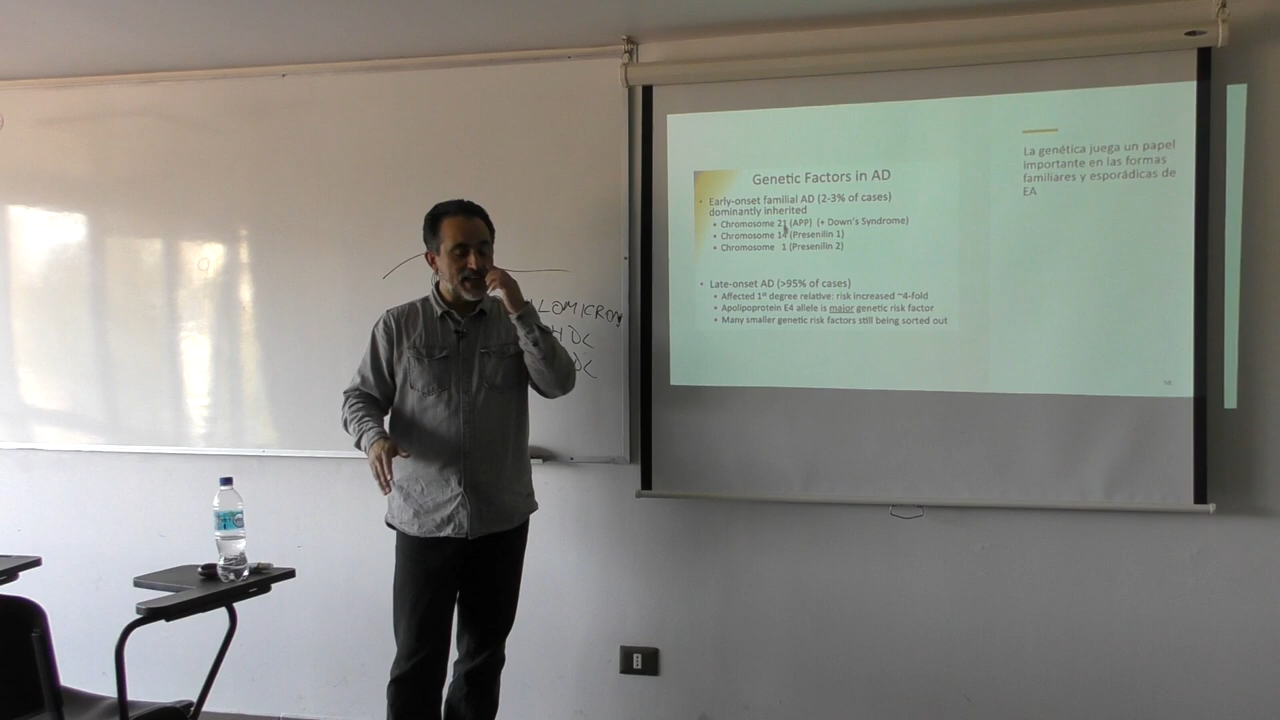 Genetic Factors in AD
• Early-onset familial AD (2-3% of cases)
dominantly inherited
• Chromosome 21 (APP) (+ Down's Syndrome)
• Chromosome 14 (Presenilin 1)
• Chromosome 1 (Presenilin 2)
• Late-onset AD (>95% of cases)
• Affected 1st degree relative: risk increased ~4-fold
• Apolipoprotein E4 allele is major genetic risk factor
• Many smaller genetic risk factors still being sorted out
La genética juega un papel
importante en las formas
familiares y esporádicas de
EA